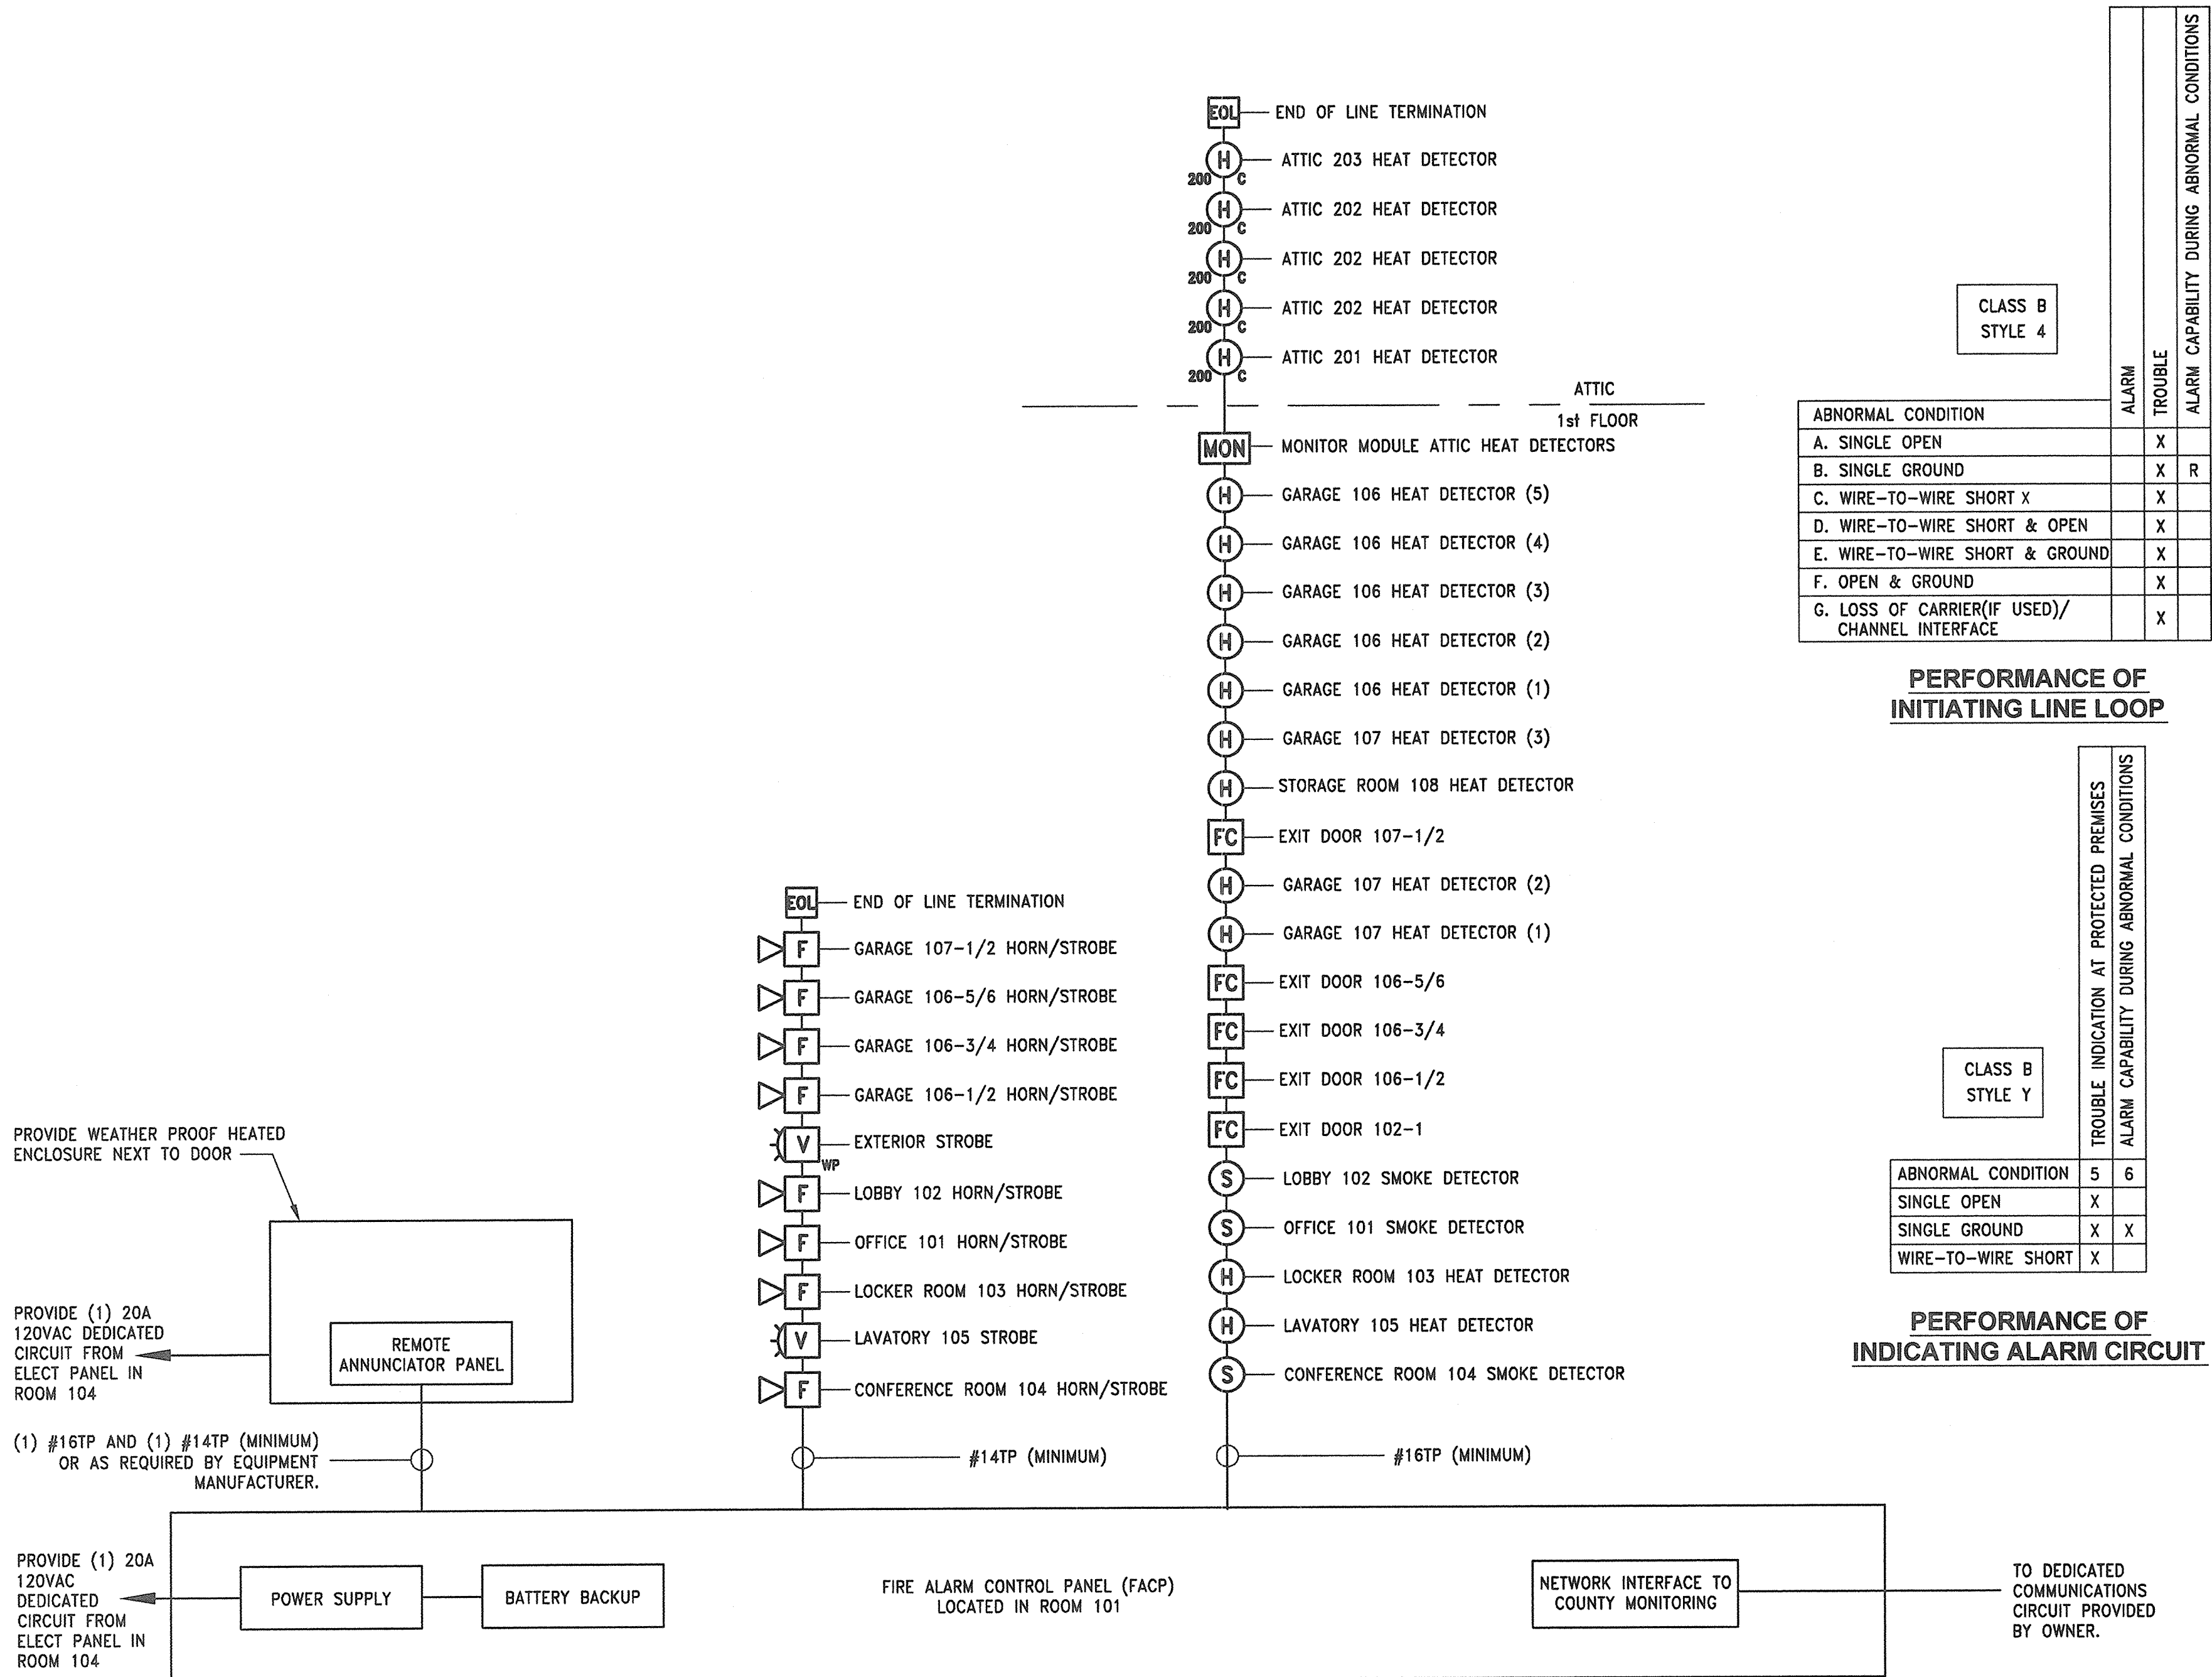 EOL END OF LINE TERMINATION
H ATTIC 203 HEAT DETECTOR
200 C
H ATTIC 202 HEAT DETECTOR
200 C
H ATTIC 202 HEAT DETECTOR
200 C
H ATTIC 202 HEAT DETECTOR
200 C
H ATTIC 201 HEAT DETECTOR
200 C
ATTIC
1st FLOOR
MON MONITOR MODULE ATTIC HEAT DETECTORS
H GARAGE 106 HEAT DETECTOR (5)
H GARAGE 106 HEAT DETECTOR (4)
H GARAGE 106 HEAT DETECTOR (3)
H GARAGE 106 HEAT DETECTOR (2)
H GARAGE 106 HEAT DETECTOR (1)
H GARAGE 107 HEAT DETECTOR (3)
H STORAGE ROOM 108 HEAT DETECTOR
FC EXIT DOOR 107-1/2
H GARAGE 107 HEAT DETECTOR (2)
H GARAGE 107 HEAT DETECTOR (1)
FC EXIT DOOR 106-5/6
FC EXIT DOOR 106-3/4
FC EXIT DOOR 106-1/2
FC EXIT DOOR 102-1
S LOBBY 102 SMOKE DETECTOR
S OFFICE 101 SMOKE DETECTOR
H LOCKER ROOM 103 HEAT DETECTOR
H LAVATORY 105 HEAT DETECTOR
S CONFERENCE ROOM 104 SMOKE DETECTOR
#16TP (MINIMUM)
EOL END OF LINE TERMINATION
F GARAGE 107-1/2 HORN/STROBE
F GARAGE 106-5/6 HORN/STROBE
F GARAGE 106-3/4 HORN/STROBE
F GARAGE 106-1/2 HORN/STROBE
V EXTERIOR STROBE
WP
F LOBBY 102 HORN/STROBE
F OFFICE 101 HORN/STROBE
F LOCKER ROOM 103 HORN/STROBE
V LAVATORY 105 STROBE
F CONFERENCE ROOM 104 HORN/STROBE
#14TP (MINIMUM)
PROVIDE WEATHER PROOF HEATED
ENCLOSURE NEXT TO DOOR
PROVIDE (1) 20A
120VAC DEDICATED
CIRCUIT FROM
ELECT PANEL IN
ROOM 104
REMOTE
ANNUNCIATOR PANEL
(1) #16TP AND (1) #14TP (MINIMUM)
OR AS REQUIRED BY EQUIPMENT
MANUFACTURER.
PROVIDE (1) 20A
120VAC
DEDICATED
CIRCUIT FROM
ELECT PANEL IN
ROOM 104
POWER SUPPLY
BATTERY BACKUP
FIRE ALARM CONTROL PANEL (FACP)
LOCATED IN ROOM 101
NETWORK INTERFACE TO
COUNTY MONITORING
TO DEDICATED
COMMUNICATIONS
CIRCUIT PROVIDED
BY OWNER.
CLASS B
STYLE 4
ALARM
TROUBLE
ALARM CAPABILITY DURING ABNORMAL CONDITIONS
ABNORMAL CONDITION
A. SINGLE OPEN X
B. SINGLE GROUND X R
C. WIRE-TO-WIRE SHORT X X
D. WIRE-TO-WIRE SHORT & OPEN X
E. WIRE-TO-WIRE SHORT & GROUND X
F. OPEN & GROUND X
G. LOSS OF CARRIER(IF USED)/
CHANNEL INTERFACE X
PERFORMANCE OF
INITIATING LINE LOOP
CLASS B
STYLE Y
TROUBLE INDICATION AT PROTECTED PREMISES
ALARM CAPABILITY DURING ABNORMAL CONDITIONS
ABNORMAL CONDITION 5 6
SINGLE OPEN X
SINGLE GROUND X X
WIRE-TO-WIRE SHORT X
PERFORMANCE OF
INDICATING ALARM CIRCUIT